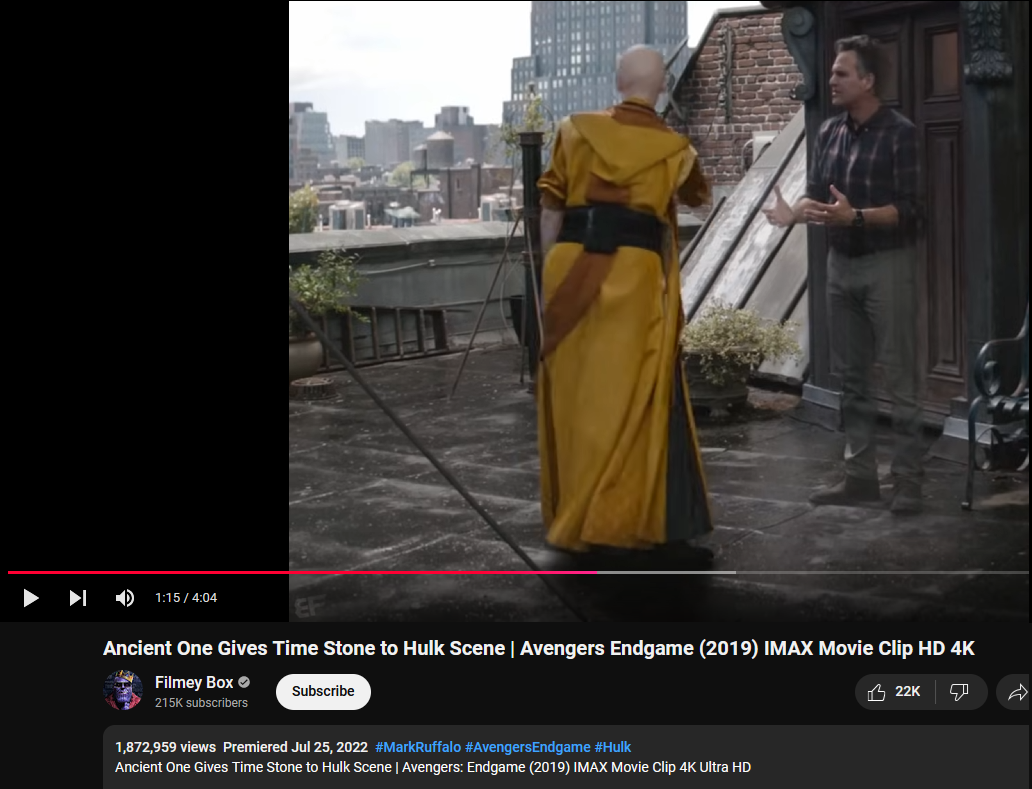 EF
1:15 / 4:04
Ancient One Gives Time Stone to Hulk Scene | Avengers Endgame (2019) IMAX Movie Clip HD 4K
Filmey Box
215K subscribers
Subscribe
22K
1,872,959 views Premiered Jul 25, 2022 #MarkRuffalo #AvengersEndgame #Hulk
Ancient One Gives Time Stone to Hulk Scene | Avengers: Endgame (2019) IMAX Movie Clip 4K Ultra HD